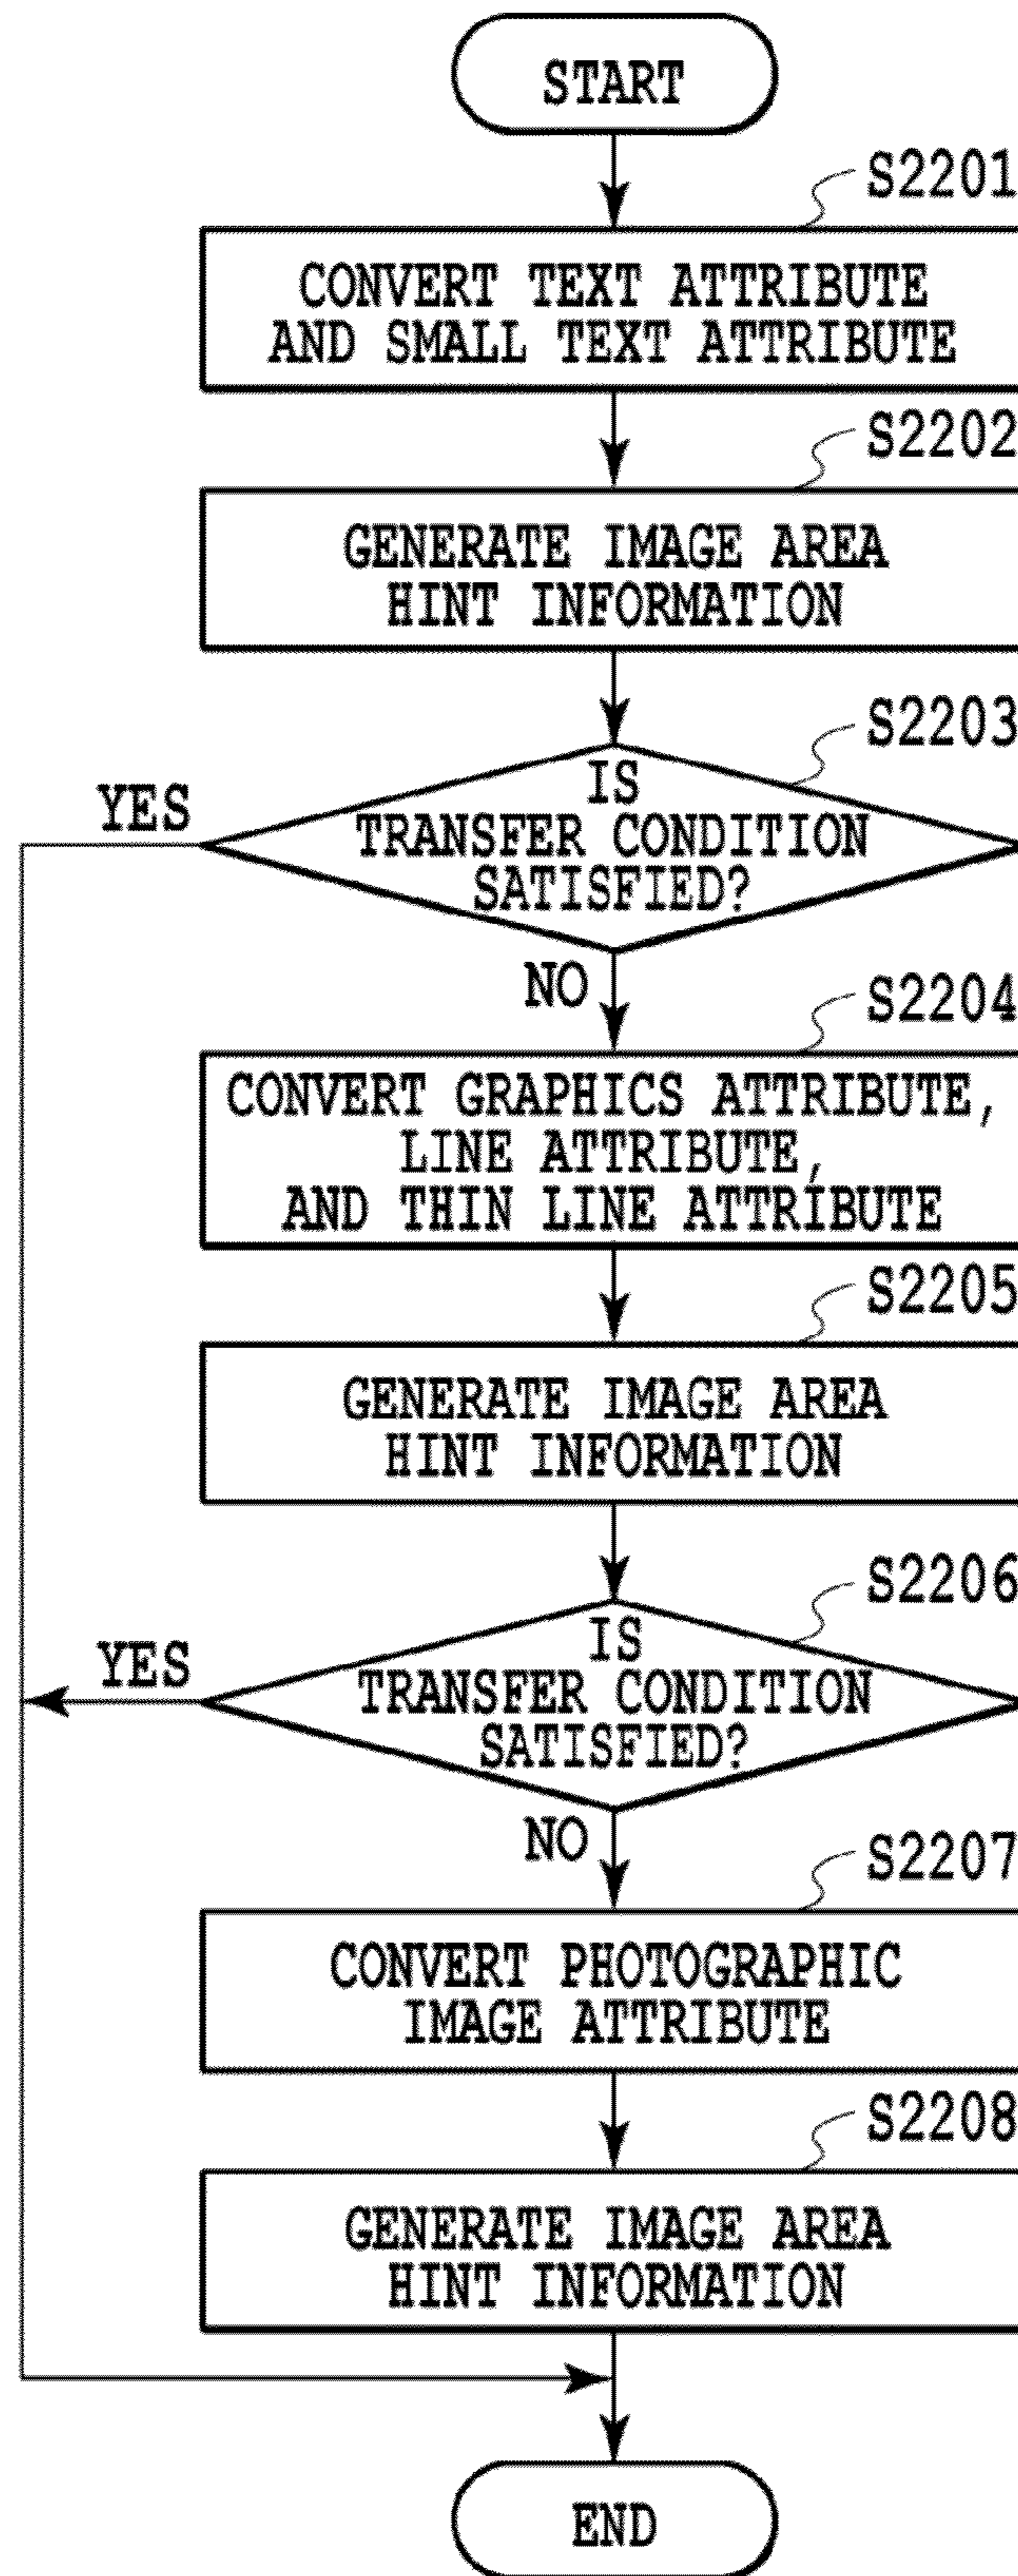 START
S2201
CONVERT TEXT ATTRIBUTE
AND SMALL TEXT ATTRIBUTE
S2202
GENERATE IMAGE AREA
HINT INFORMATION
S2203
YES
IS
TRANSFER CONDITION
SATISFIED?
NO
S2204
CONVERT GRAPHICS ATTRIBUTE,
LINE ATTRIBUTE,
AND THIN LINE ATTRIBUTE
S2205
GENERATE IMAGE AREA
HINT INFORMATION
S2206
YES
IS
TRANSFER CONDITION
SATISFIED?
NO
S2207
CONVERT PHOTOGRAPHIC
IMAGE ATTRIBUTE
S2208
GENERATE IMAGE AREA
HINT INFORMATION
END